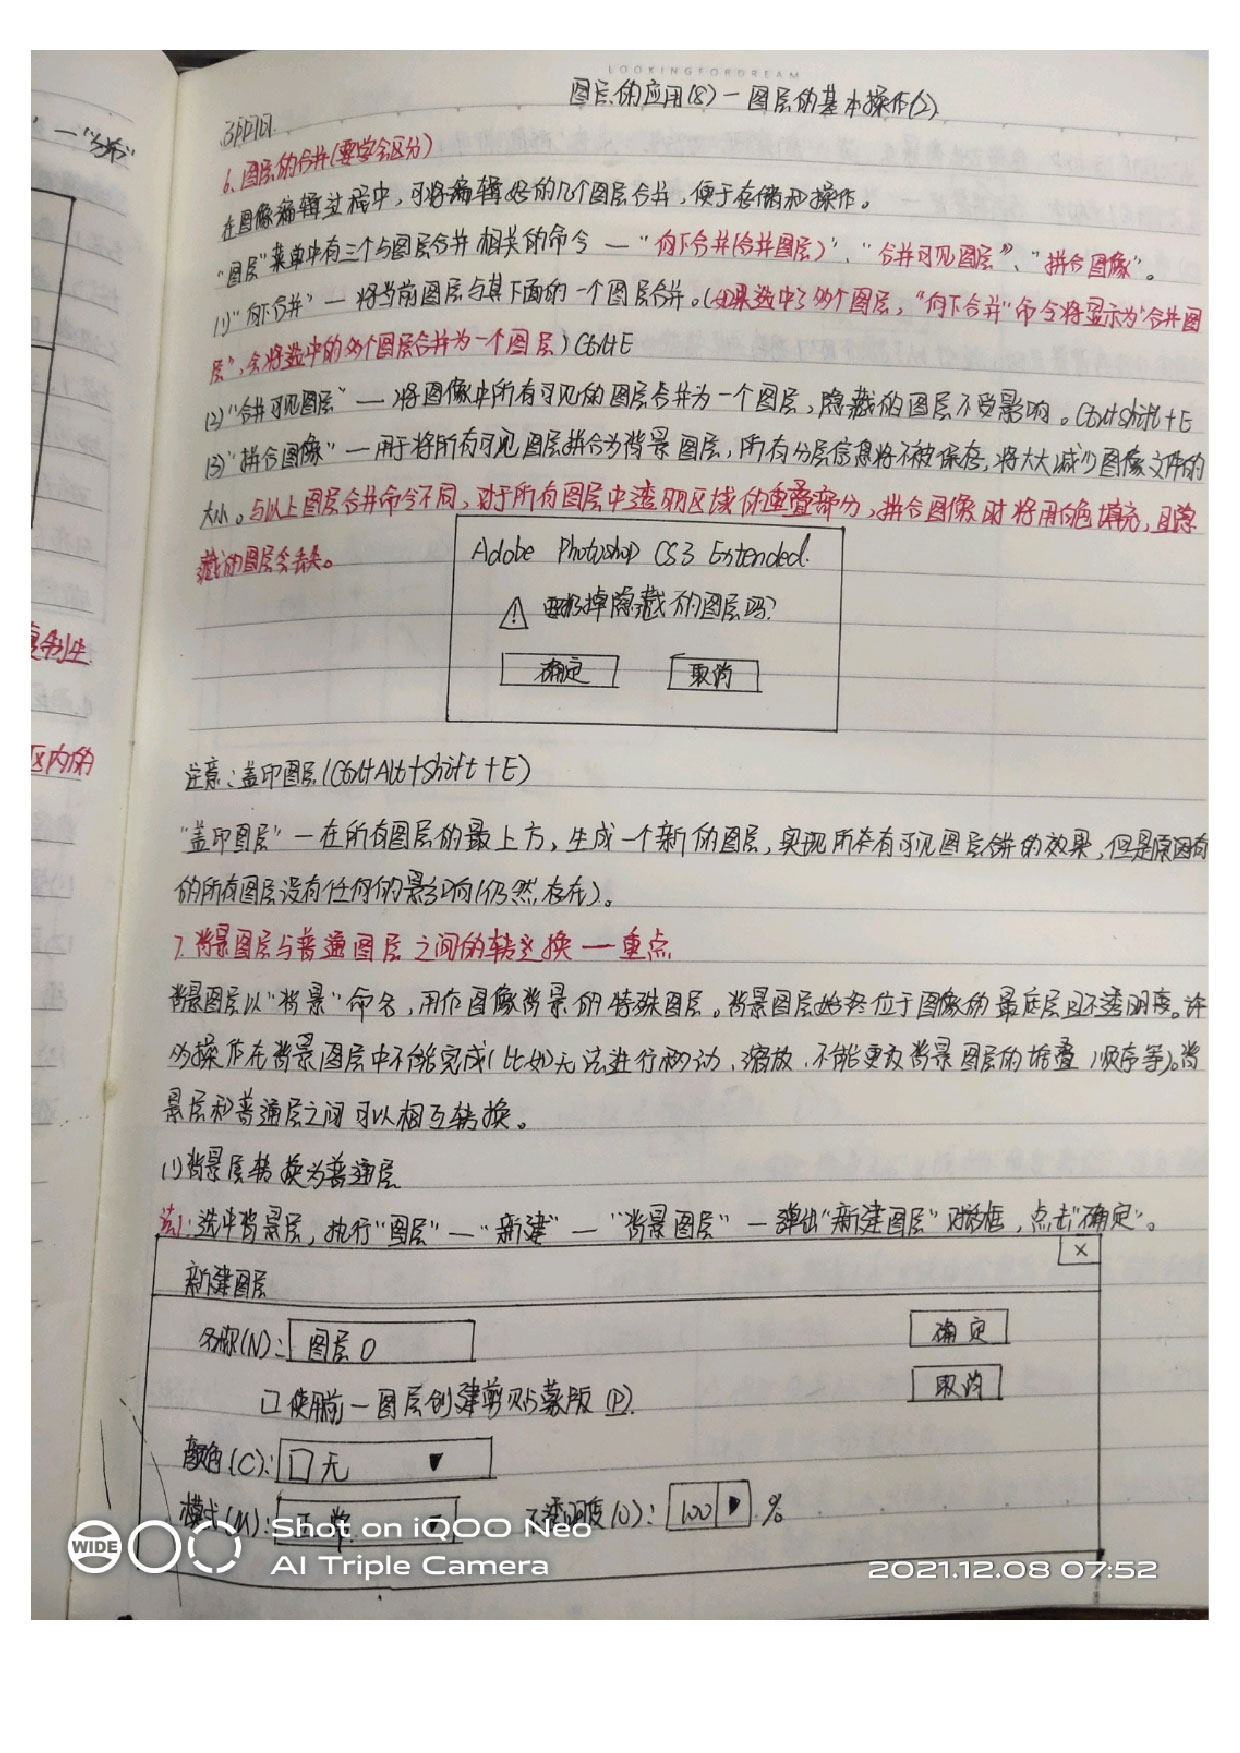 LOOKINGFORDREAM
图层的应用(8)—图层的基本操作(2)
6、图层的合并(要学会区分)
在图像编辑过程中，可将编辑好的几个图层合并，便于存储和操作。
"图层"菜单中有三个与图层合并相关的命令 —"向下合并(合并图层)"、"合并可见图层"、"拼合图像"。
(1)"向下合并"—将当前图层与其下面的一个图层合并。(如果选中了多个图层，"向下合并"命令将显示为"合并图
层"，会将选中的多个图层合并为一个图层) Ctrl+E
(2)"合并可见图层"—将图像中所有可见的图层合并为一个图层，隐藏的图层不受影响。Ctrl+Shift+E
(3)"拼合图像"—用于将所有可见图层拼合为背景图层，所有分层信息将不被保存，将大大减少图像文件的
大小。与以上图层合并命令不同，对于所有图层中透明区域的重叠部分，拼合图像时将用白色填充，且隐
藏的图层会丢失。
Adobe Photoshop CS3 Extended
要扔掉隐藏的图层吗?
确定 取消
注意：盖印图层(Ctrl+Alt+Shift+E)
"盖印图层"—在所有图层的最上方，生成一个新的图层，实现所有可见图层合并的效果，但是原有
的所有图层没有任何的影响(仍然存在)。
7.背景图层与普通图层之间的转换—重点
背景图层以"背景"命名，用作图像背景的特殊图层。背景图层始终位于图像的最底层且不透明度。许
多操作在背景图层中不能完成(比如无法进行移动、缩放、不能更改背景图层的堆叠顺序等)。背
景层和普通层之间可以相互转换。
(1)背景层转换为普通层
法1：选中背景层，执行"图层"—"新建"—"背景图层"—弹出"新建图层"对话框，点击"确定"。
新建图层 X
名称(N)： 图层0 确定
使用前一图层创建剪贴蒙版(P) 取消
颜色(C)： 无
模式(M)： 正常 不透明度(O)： 100 %
WIDE
Shot on iQOO Neo
AI Triple Camera
2021.12.08 07:52
复制生
区内的